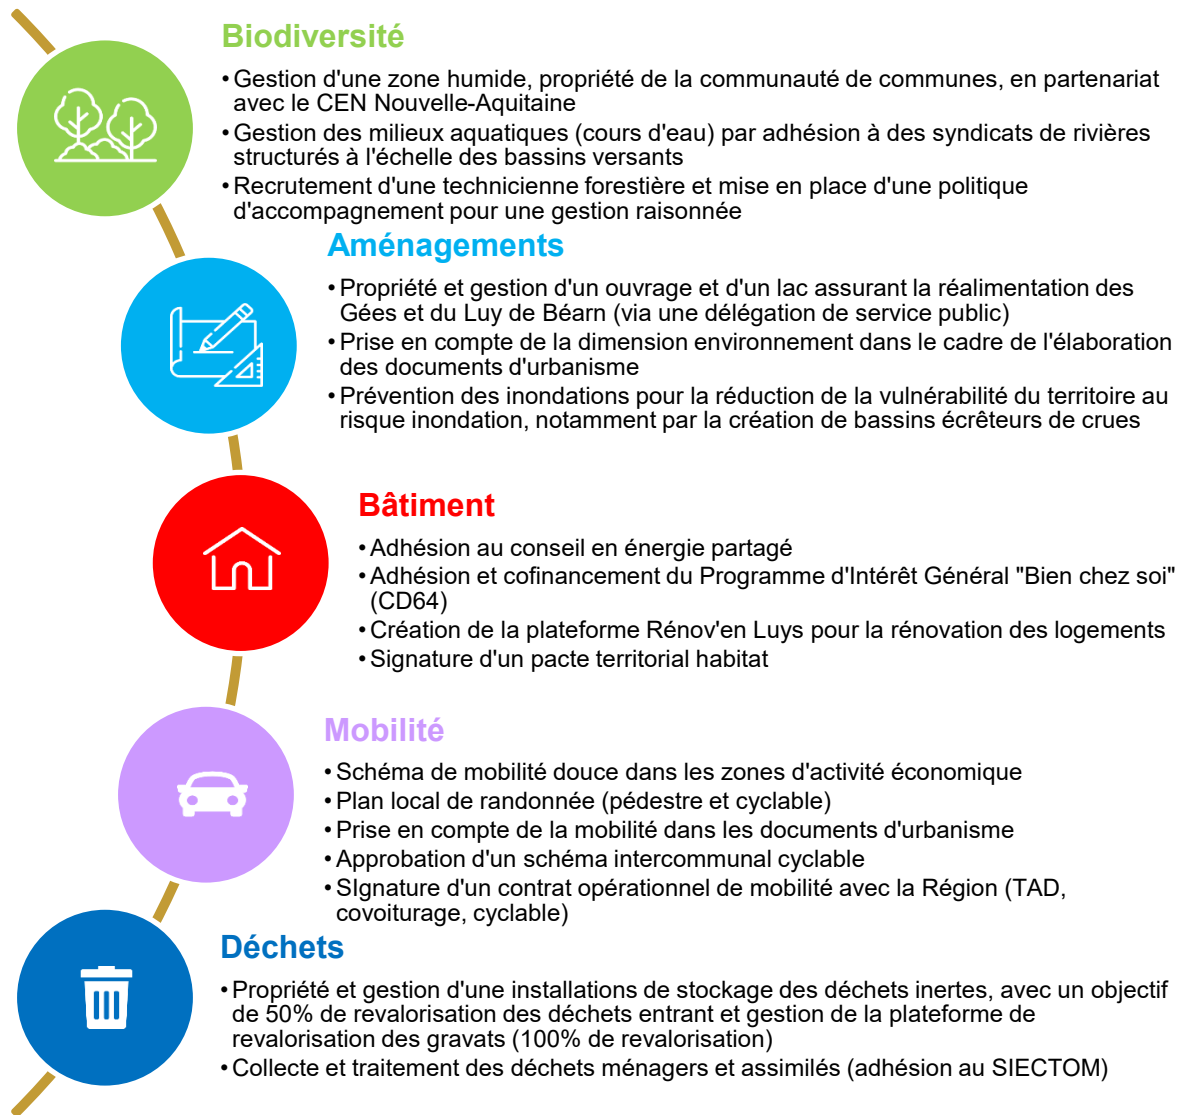 Biodiversité
• Gestion d'une zone humide, propriété de la communauté de communes, en partenariat
avec le CEN Nouvelle-Aquitaine
• Gestion des milieux aquatiques (cours d'eau) par adhésion à des syndicats de rivières
structurés à l'échelle des bassins versants
• Recrutement d'une technicienne forestière et mise en place d'une politique
d'accompagnement pour une gestion raisonnée
Aménagements
• Propriété et gestion d'un ouvrage et d'un lac assurant la réalimentation des
Gées et du Luy de Béarn (via une délégation de service public)
• Prise en compte de la dimension environnement dans le cadre de l'élaboration
des documents d'urbanisme
• Prévention des inondations pour la réduction de la vulnérabilité du territoire au
risque inondation, notamment par la création de bassins écrêteurs de crues
Bâtiment
• Adhésion au conseil en énergie partagé
• Adhésion et cofinancement du Programme d'Intérêt Général "Bien chez soi"
(CD64)
• Création de la plateforme Rénov'en Luys pour la rénovation des logements
• Signature d'un pacte territorial habitat
Mobilité
• Schéma de mobilité douce dans les zones d'activité économique
• Plan local de randonnée (pédestre et cyclable)
• Prise en compte de la mobilité dans les documents d'urbanisme
• Approbation d'un schéma intercommunal cyclable
• SIgnature d'un contrat opérationnel de mobilité avec la Région (TAD,
covoiturage, cyclable)
Déchets
• Propriété et gestion d'une installations de stockage des déchets inertes, avec un objectif
de 50% de revalorisation des déchets entrant et gestion de la plateforme de
revalorisation des gravats (100% de revalorisation)
• Collecte et traitement des déchets ménagers et assimilés (adhésion au SIECTOM)